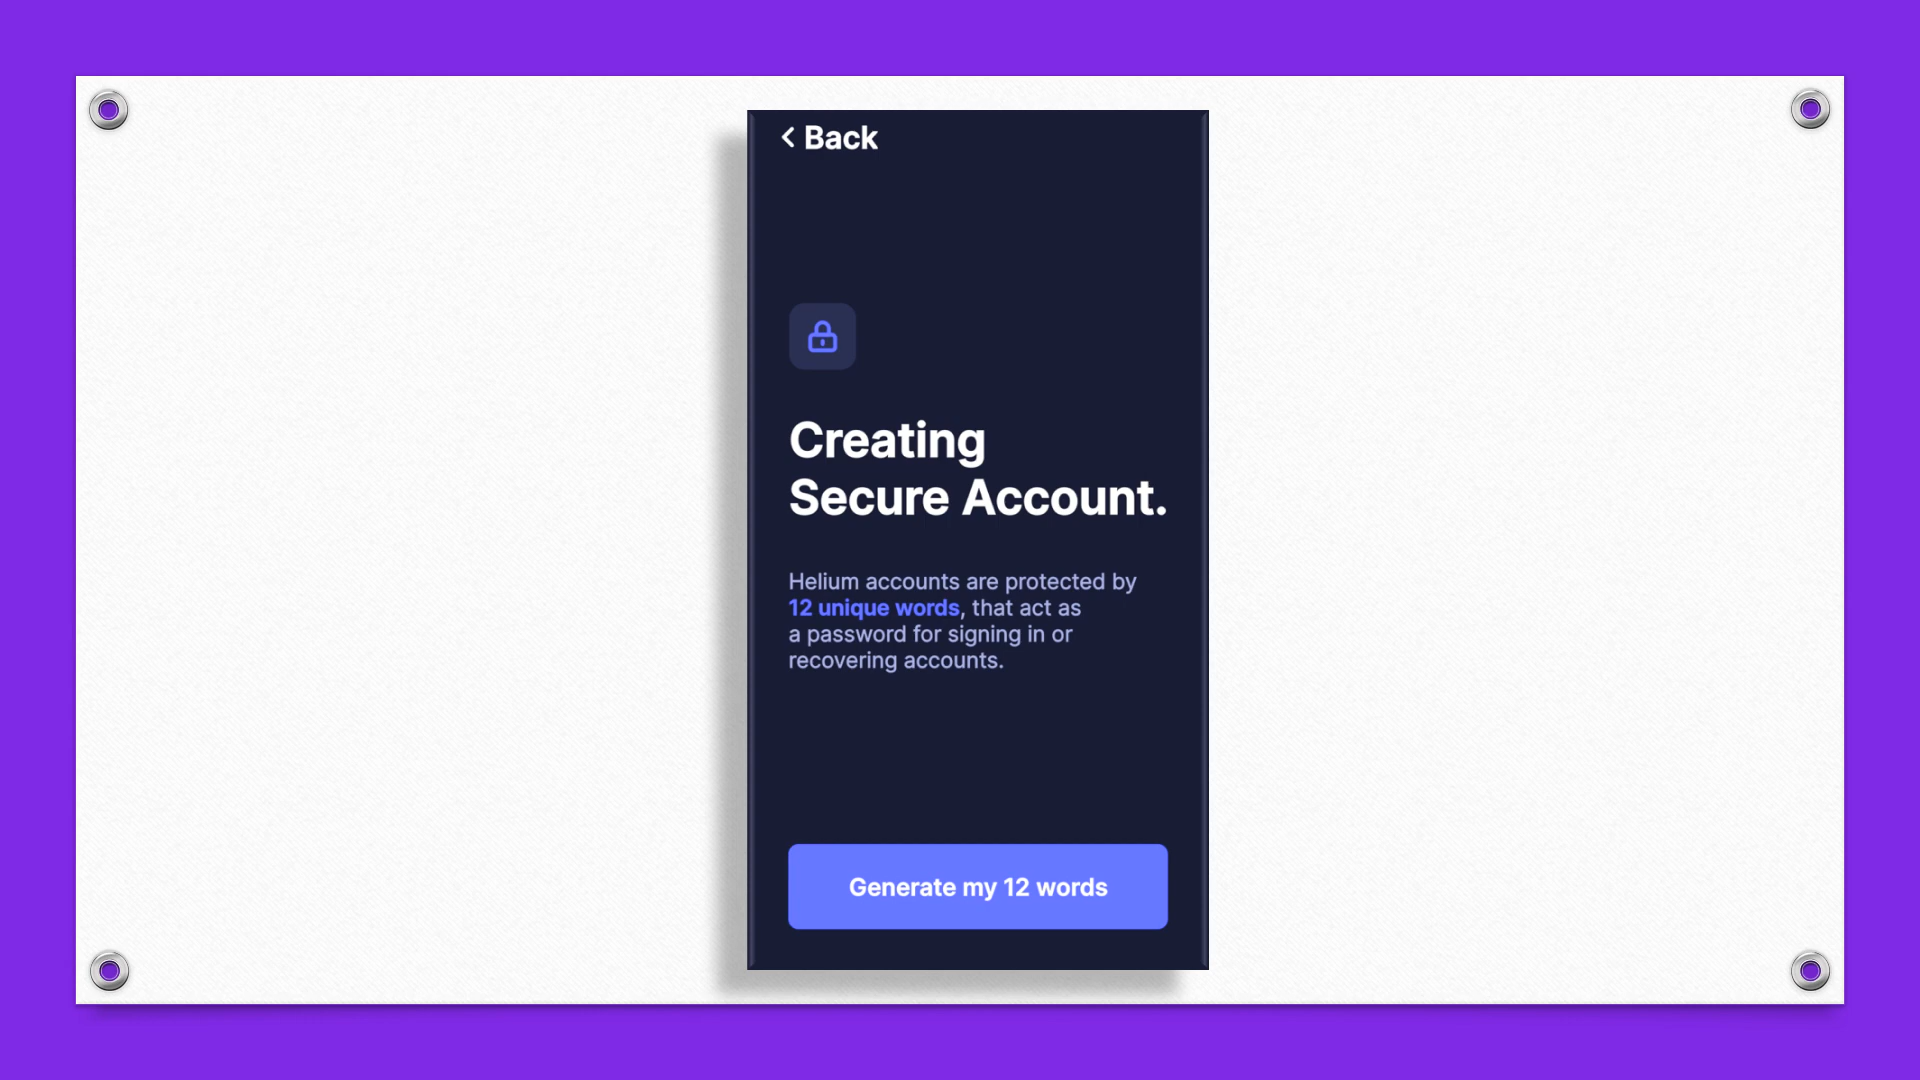 Back
Creating
Secure Account.
Helium accounts are protected by
12 unique words, that act as
a password for signing in or
recovering accounts.
Generate my 12 words